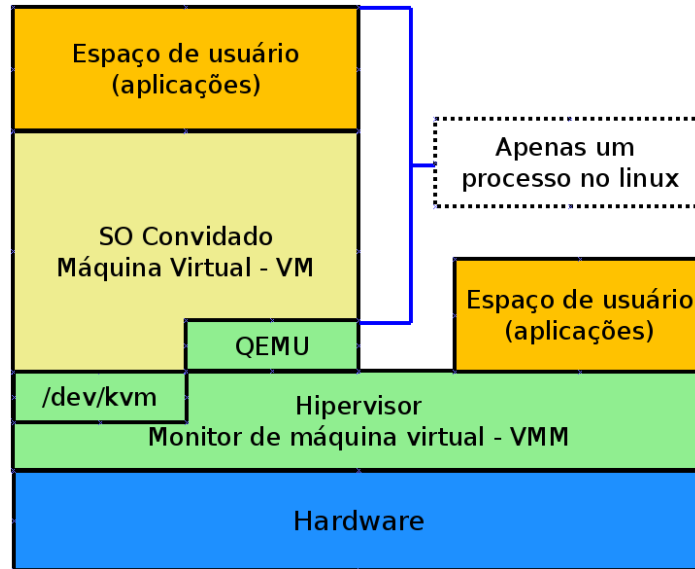 Espaço de usuário
(aplicações)
Apenas um
processo no linux
SO Convidado
Máquina Virtual - VM
Espaço de usuário
(aplicações)
QEMU
/dev/kvm
Hipervisor
Monitor de máquina virtual - VMM
Hardware